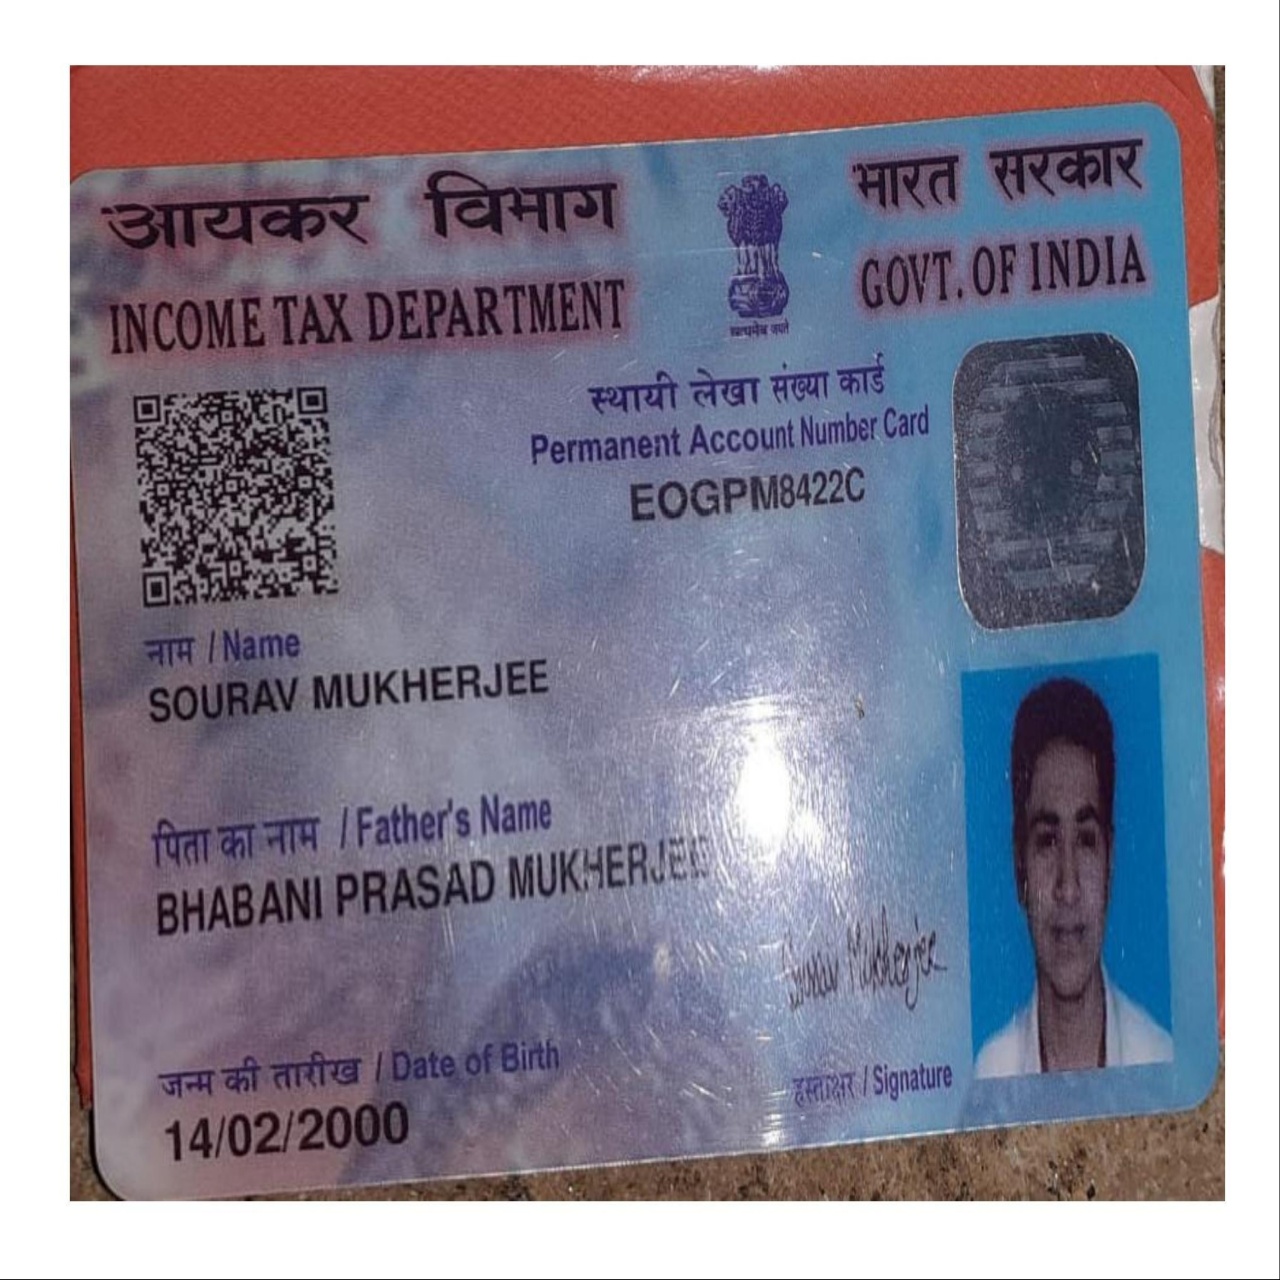 आयकर विभाग
INCOME TAX DEPARTMENT
भारत सरकार
GOVT. OF INDIA
सत्यमेव जयते
स्थायी लेखा संख्या कार्ड
Permanent Account Number Card
EOGPM8422C
नाम / Name
SOURAV MUKHERJEE
पिता का नाम / Father's Name
BHABANI PRASAD MUKHERJEE
Sourav Mukherjee
जन्म की तारीख / Date of Birth
14/02/2000
हस्ताक्षर / Signature